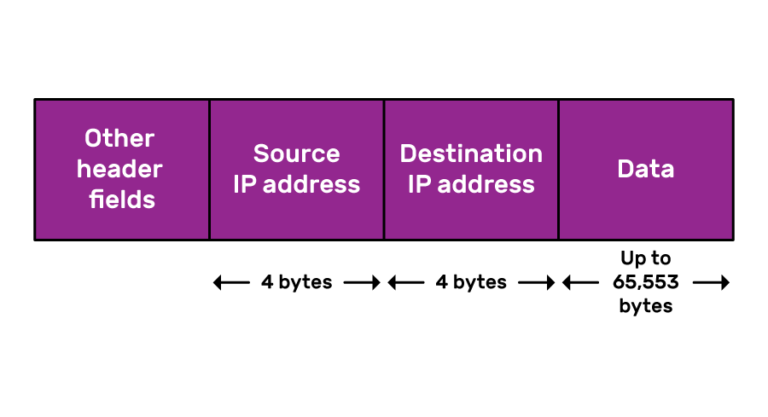 Other
header
fields
Source
IP address
Destination
IP address
Data
4 bytes
4 bytes
Up to
65,553
bytes